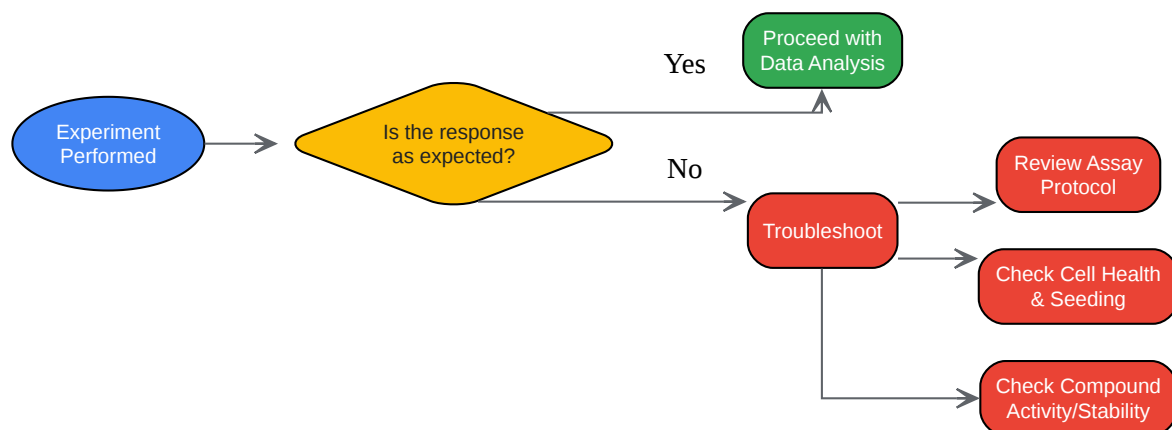 Proceed with
Data Analysis
Yes
Experiment
Performed
Is the response
as expected?
No
Review Assay
Protocol
Troubleshoot
Check Cell Health
& Seeding
Check Compound
Activity/Stability